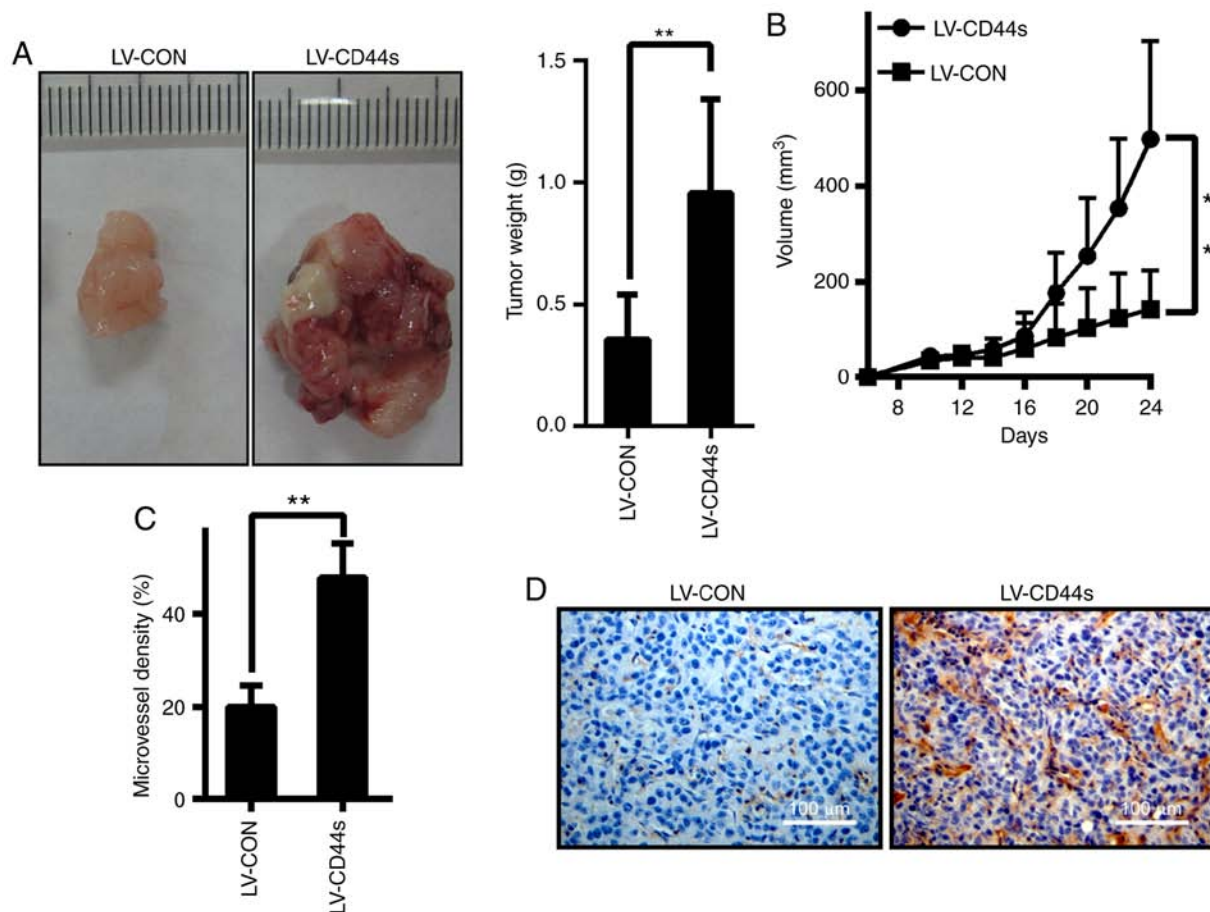 A
LV-CON
LV-CD44s
**
1.5
1.0
0.5
0.0
Tumor weight (g)
LV-CON
LV-CD44s
B
LV-CD44s
LV-CON
600
400
200
0
Volume (mm³)
8 12 16 20 24
Days
*
*
C
**
40
20
0
Microvessel density (%)
LV-CON
LV-CD44s
D
LV-CON
LV-CD44s
100 µm
100 µm